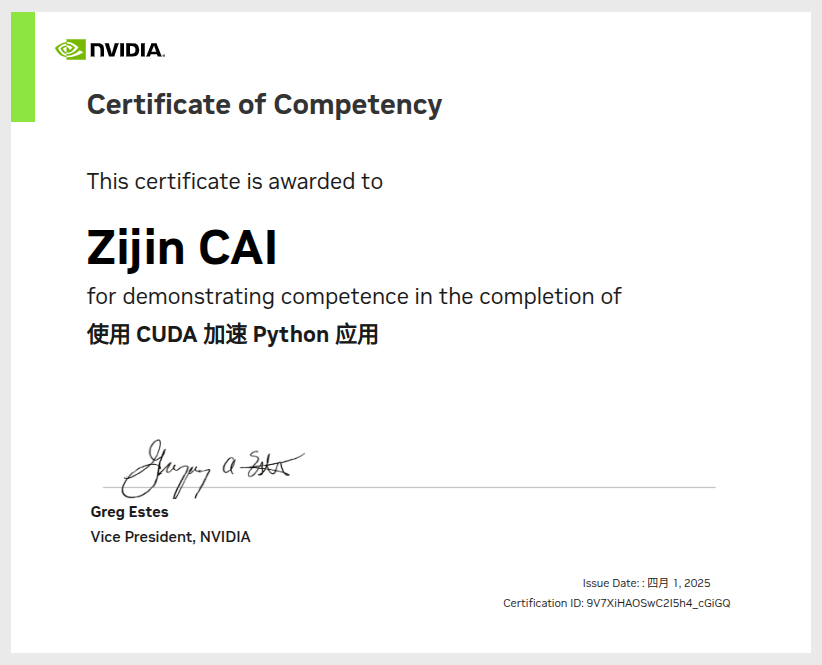 NVIDIA.
Certificate of Competency
This certificate is awarded to
Zijin CAI
for demonstrating competence in the completion of
使用 CUDA 加速 Python 应用
Greg Estes
Vice President, NVIDIA
Issue Date: : 四月 1, 2025
Certification ID: 9V7XiHAOSwC2I5h4_cGiGQ